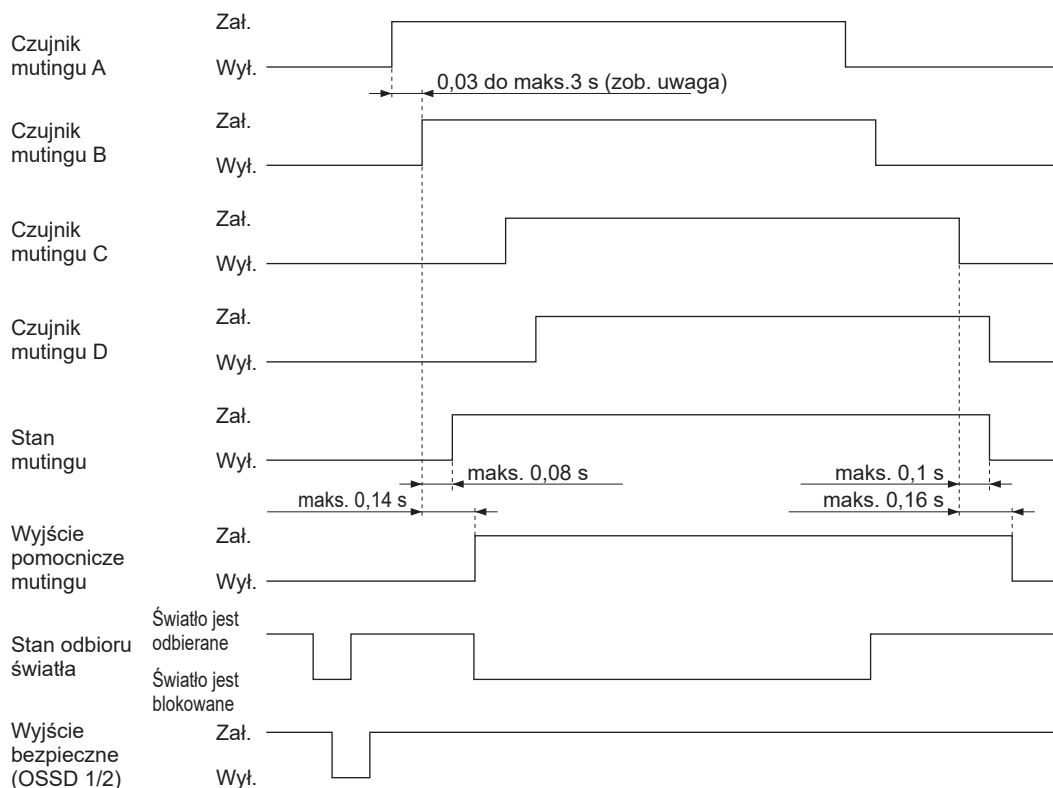 Czujnik
mutingu A
Zał.
Wył.
0,03 do maks.3 s (zob. uwaga)
Czujnik
mutingu B
Zał.
Wył.
Czujnik
mutingu C
Zał.
Wył.
Czujnik
mutingu D
Zał.
Wył.
Stan
mutingu
Zał.
Wył.
maks. 0,08 s
maks. 0,1 s
maks. 0,14 s
maks. 0,16 s
Wyjście
pomocnicze
mutingu
Zał.
Wył.
Stan odbioru
światła
Światło jest
odbierane
Światło jest
blokowane
Wyjście
bezpieczne
(OSSD 1/2)
Zał.
Wył.